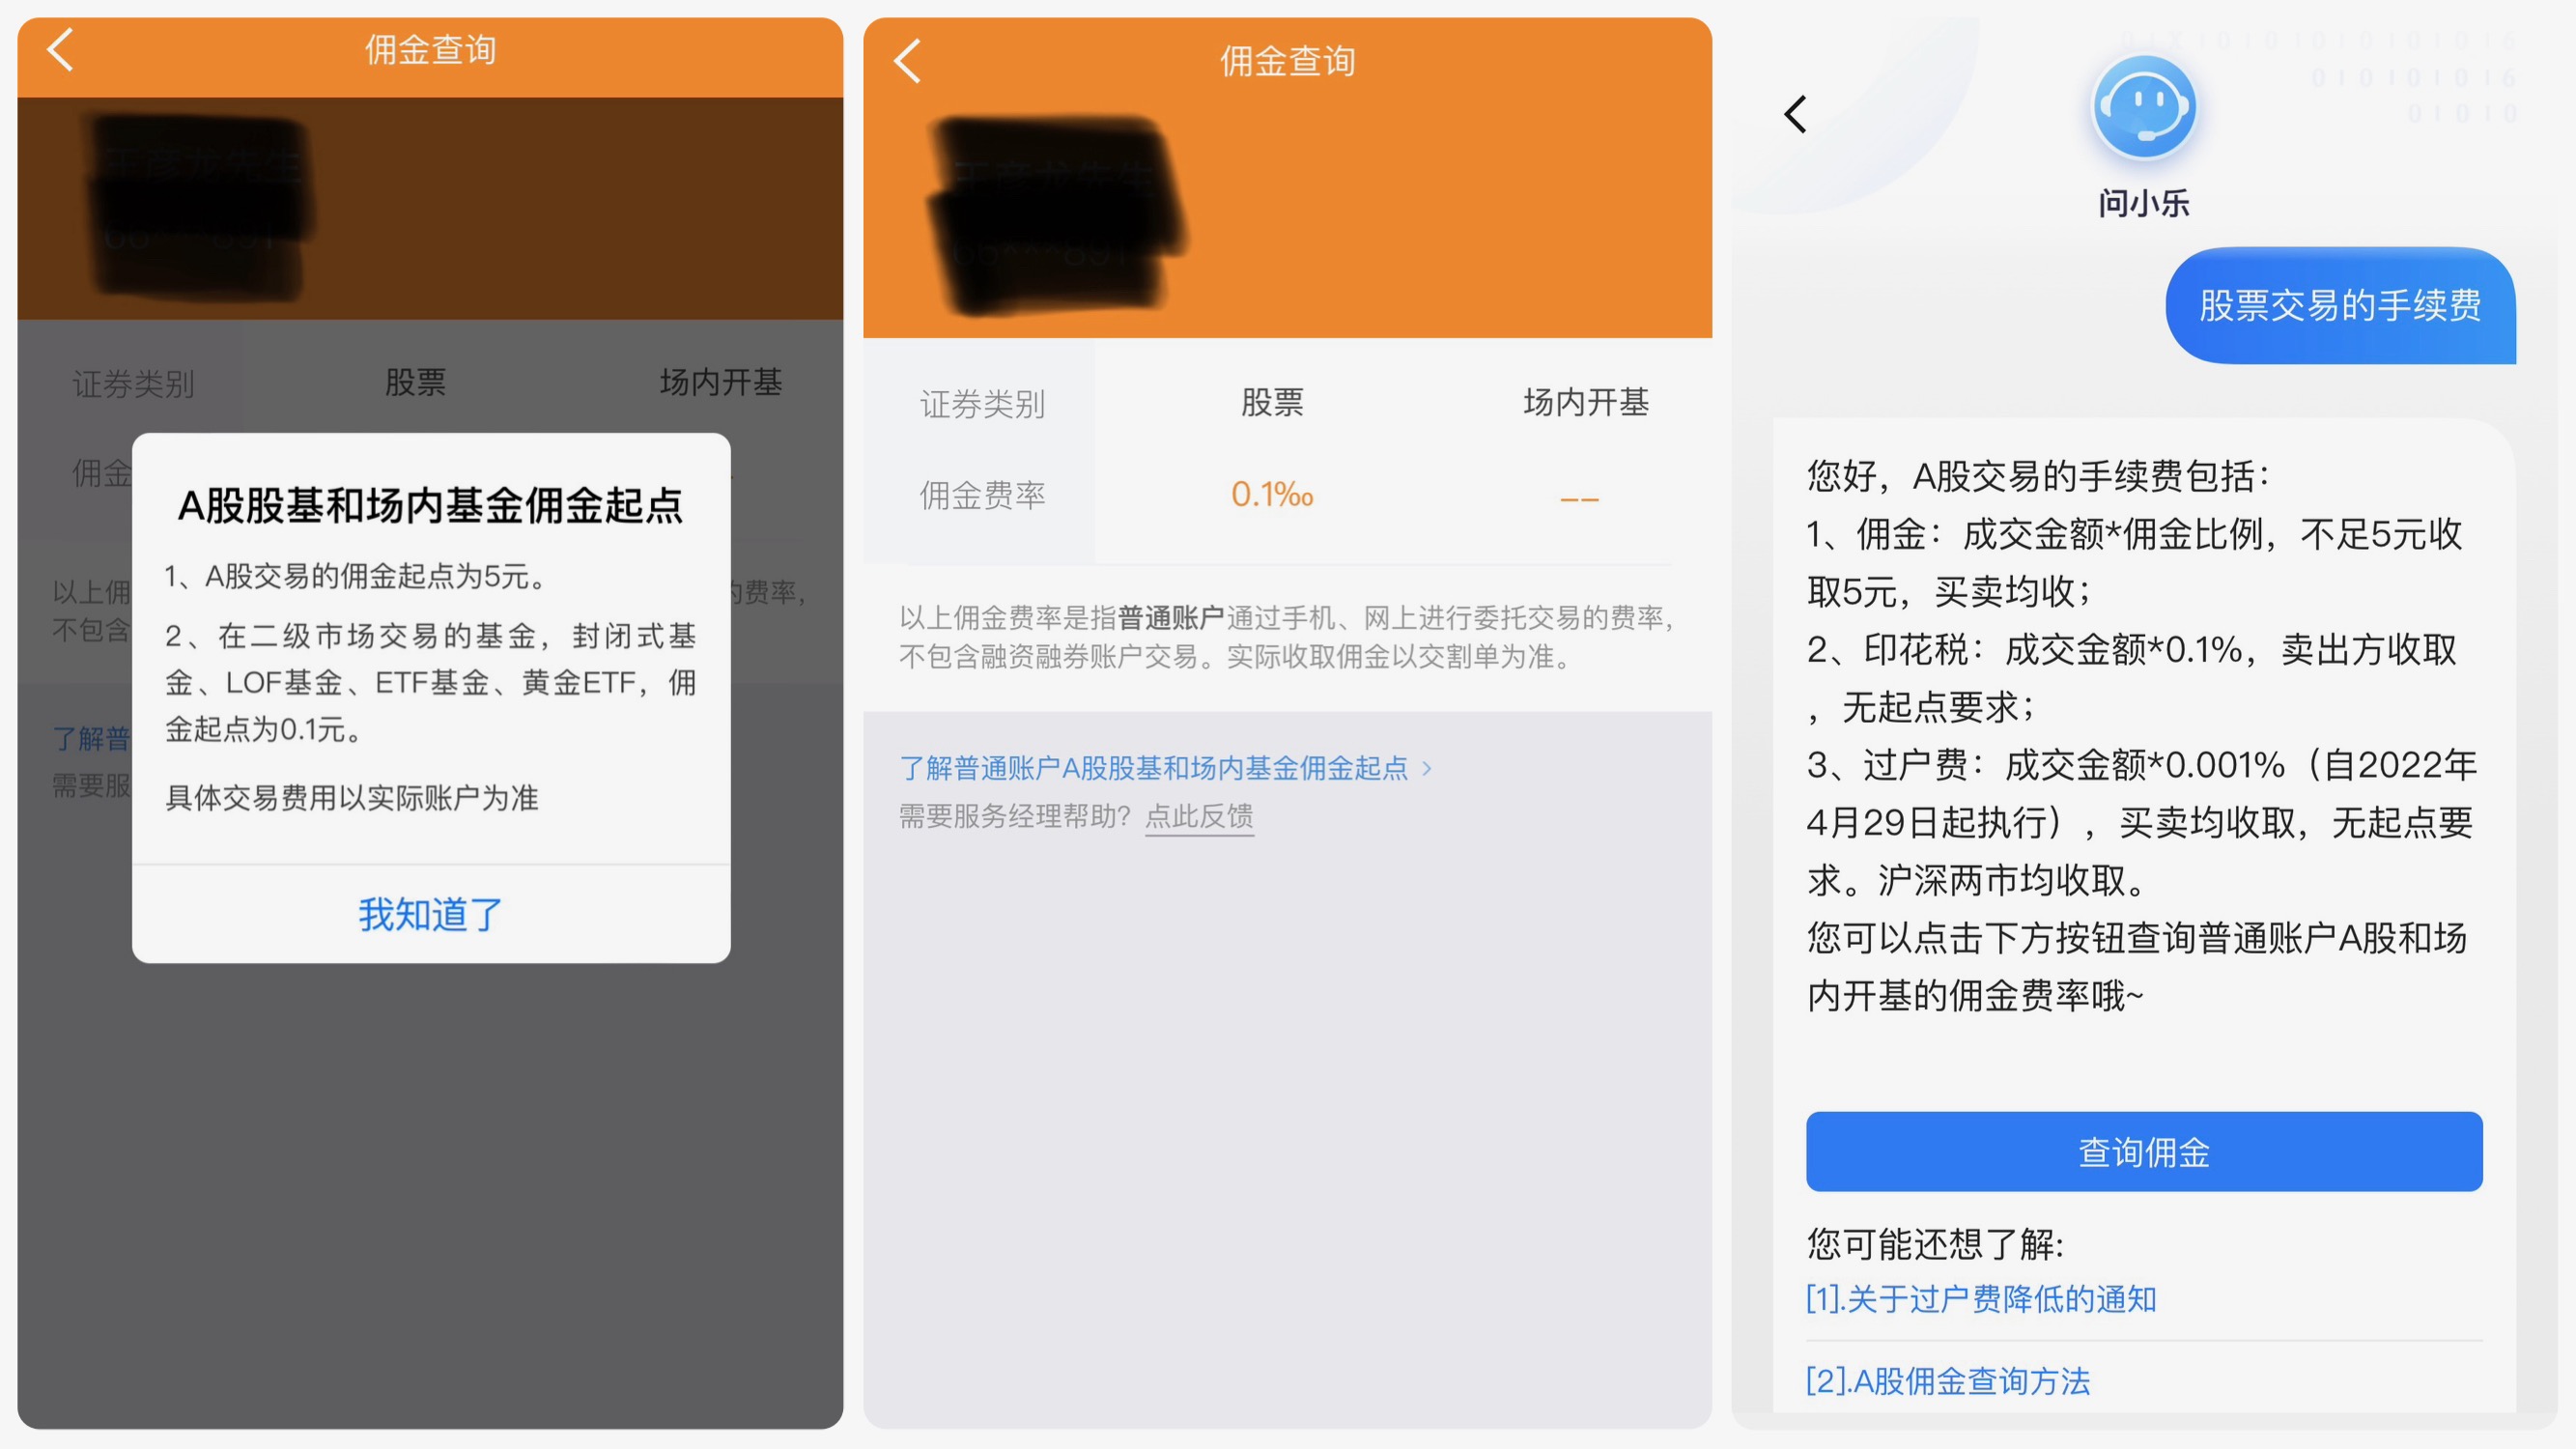 佣金查询
证券类别
股票
场内开基
佣金
A股股基和场内基金佣金起点
1、A股交易的佣金起点为5元。
2、在二级市场交易的基金，封闭式基
金、LOF基金、ETF基金、黄金ETF，佣
金起点为0.1元。
具体交易费用以实际账户为准
我知道了
以上佣
的费率，
不包含
了解普
需要服
佣金查询
证券类别
股票
场内开基
佣金费率
0.1‰
--
以上佣金费率是指普通账户通过手机、网上进行委托交易的费率，
不包含融资融券账户交易。实际收取佣金以交割单为准。
了解普通账户A股股基和场内基金佣金起点 >
需要服务经理帮助？点此反馈
问小乐
股票交易的手续费
您好，A股交易的手续费包括：
1、佣金：成交金额*佣金比例，不足5元收
取5元，买卖均收；
2、印花税：成交金额*0.1%，卖出方收取
，无起点要求；
3、过户费：成交金额*0.001%（自2022年
4月29日起执行），买卖均收取，无起点要
求。沪深两市均收取。
您可以点击下方按钮查询普通账户A股和场
内开基的佣金费率哦~
查询佣金
您可能还想了解:
[1].关于过户费降低的通知
[2].A股佣金查询方法